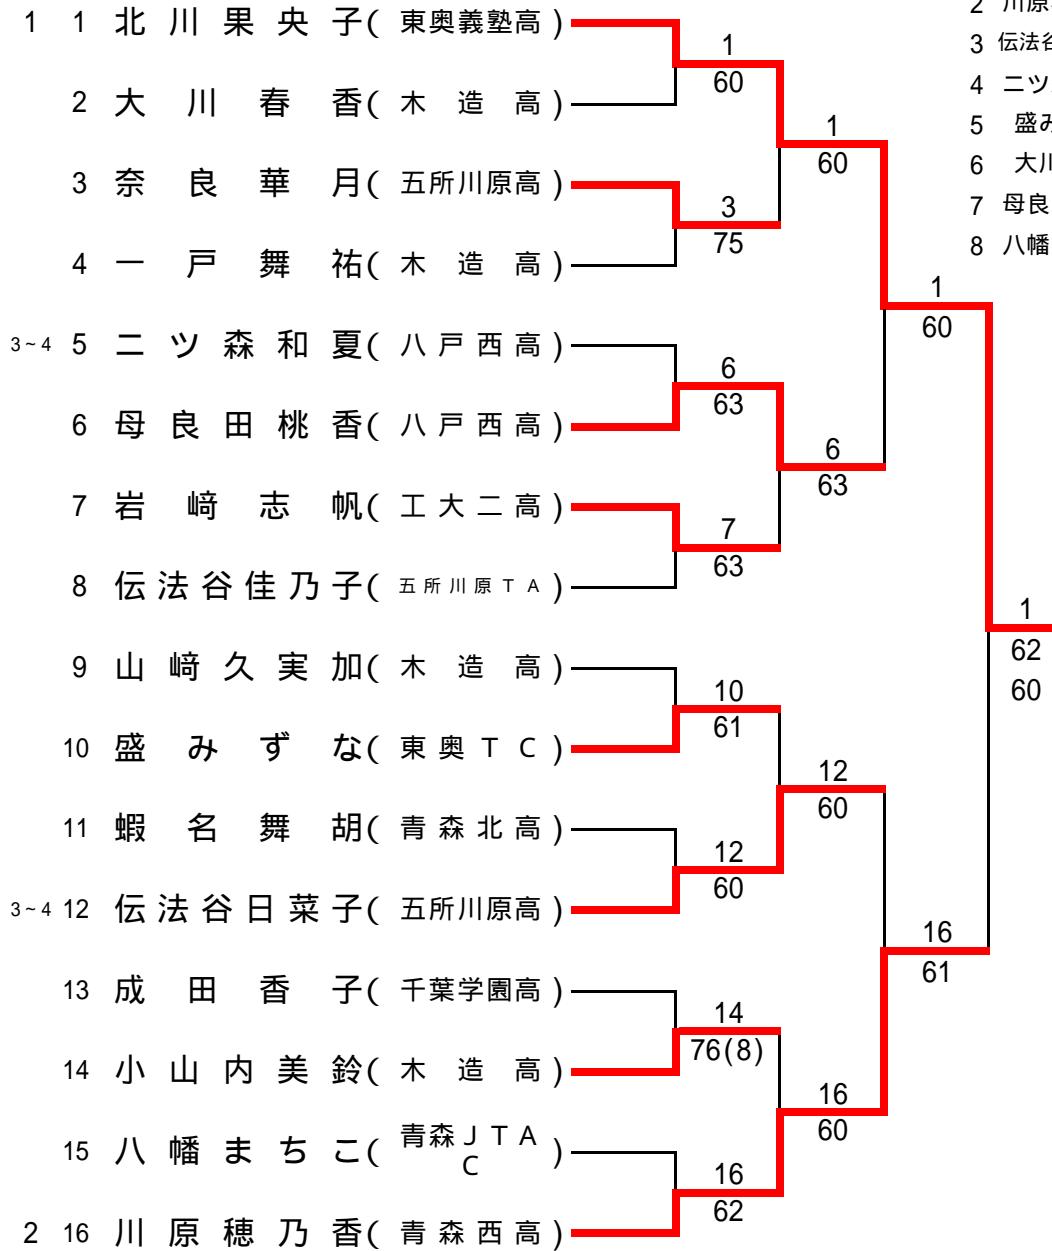 1 1 北川果央子(東奥義塾高)
2 大川春香(木造高)
3 奈良華月(五所川原高)
4 一戸舞祐(木造高)
3~4 5 二ツ森和夏(八戸西高)
6 母良田桃香(八戸西高)
7 岩﨑志帆(工大二高)
8 伝法谷佳乃子(五所川原TA)
9 山﨑久実加(木造高)
10 盛みずな(東奥TC)
11 蝦名舞胡(青森北高)
3~4 12 伝法谷日菜子(五所川原高)
13 成田香子(千葉学園高)
14 小山内美鈴(木造高)
15 八幡まちこ(青森JTAC)
2 16 川原穂乃香(青森西高)
1
60
3
75
6
63
7
63
10
61
12
60
14
76(8)
16
62
1
60
6
63
12
60
16
60
1
60
16
61
1
62
60
2 川原
3 伝法谷
4 二ツ
5 盛み
6 大川
7 母良
8 八幡